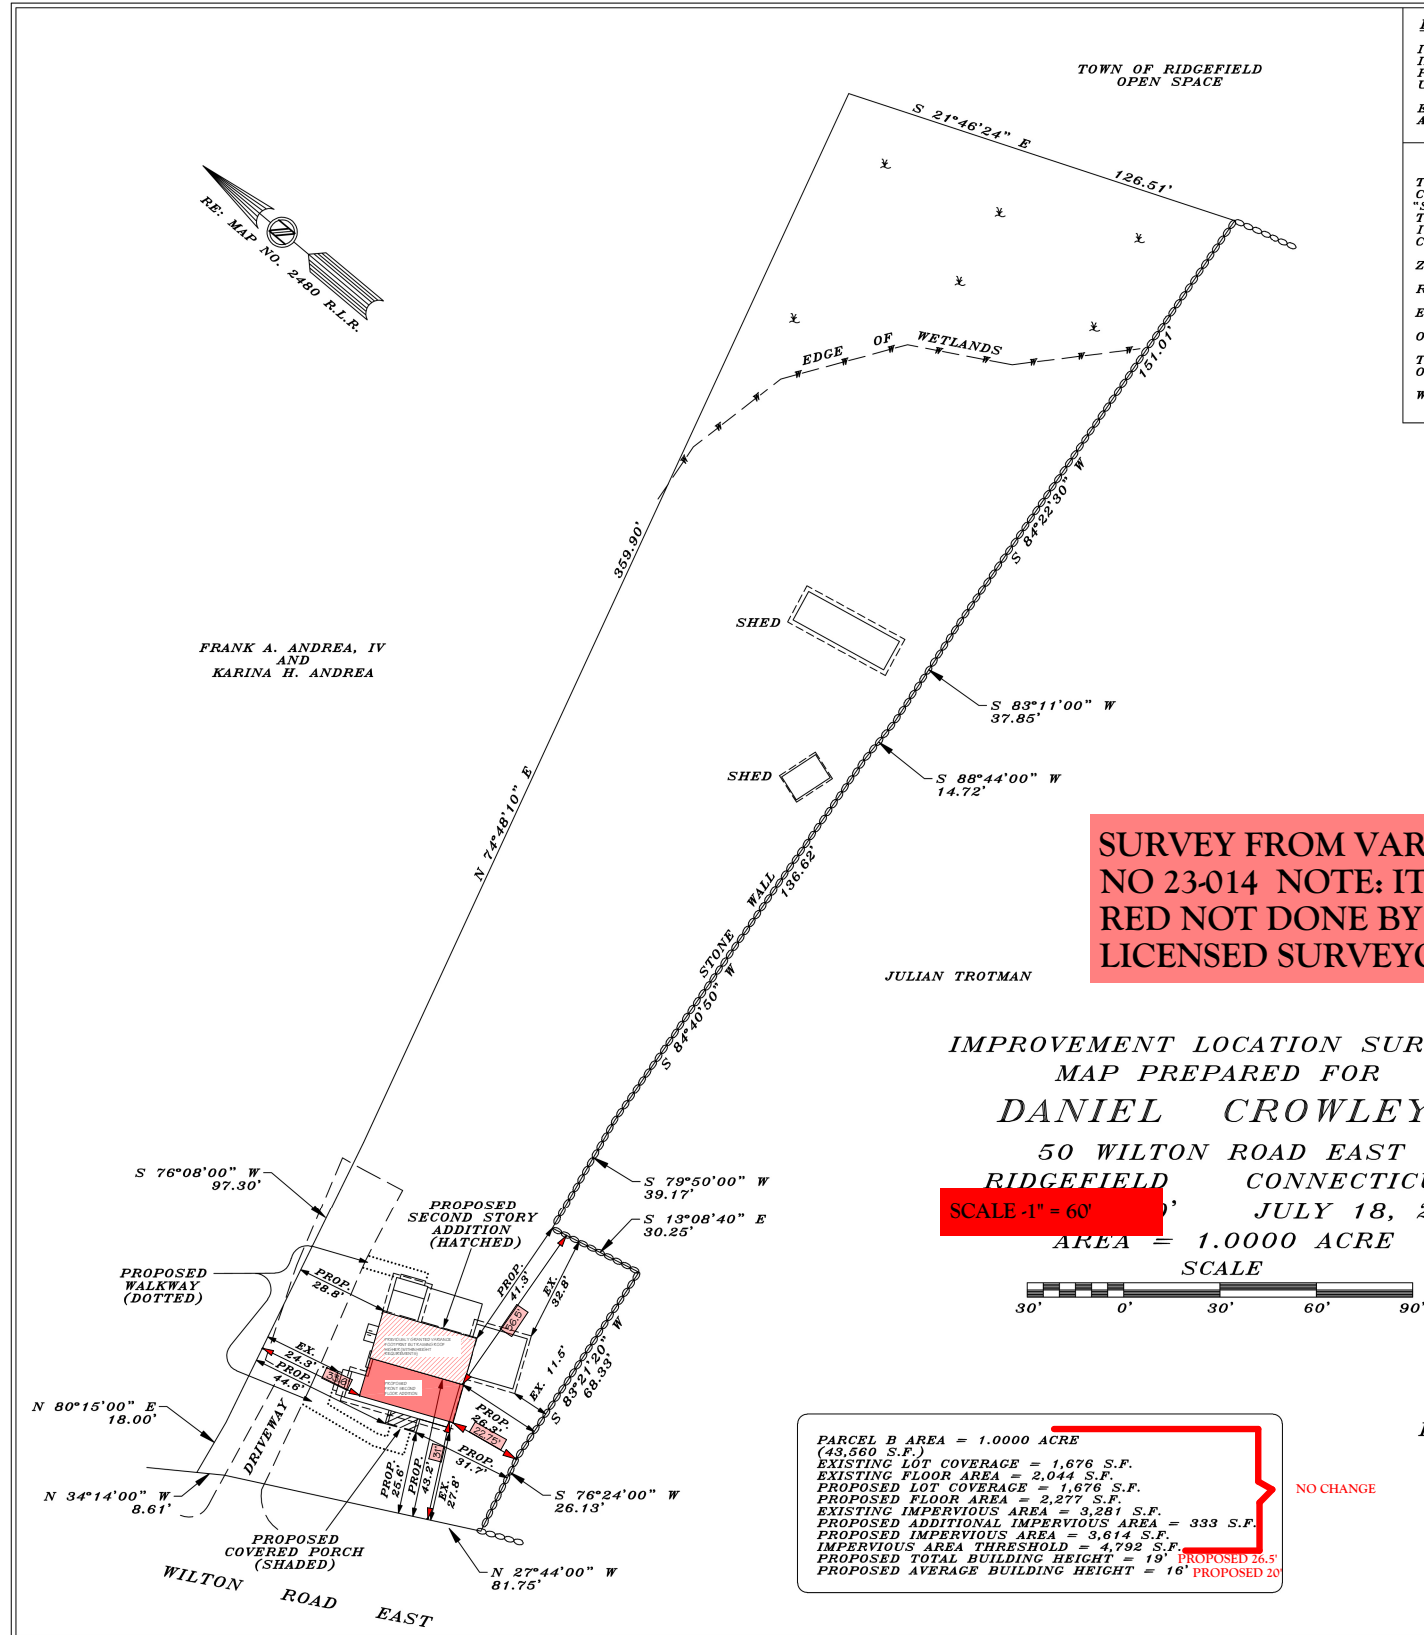 TOWN OF RIDGEFIELD
OPEN SPACE
S 21°46'24" E
126.51'
RE: MAP NO. 2480 R.L.R.
EDGE OF WETLANDS
W W W W W W W W W W
151.01'
S 84°22'30" W
359.90'
SHED
FRANK A. ANDREA, IV
AND
KARINA H. ANDREA
S 83°11'00" W
37.85'
SHED
S 88°44'00" W
14.72'
N 74°48'10" E
STONE WALL
136.62'
S 84°40'50" W
SURVEY FROM VAR
NO 23-014 NOTE: IT
RED NOT DONE BY
LICENSED SURVEYO
JULIAN TROTMAN
IMPROVEMENT LOCATION SUR
MAP PREPARED FOR
DANIEL CROWLEY
50 WILTON ROAD EAST
RIDGEFIELD CONNECTICU
SCALE -1" = 60'
JULY 18, 2
AREA = 1.0000 ACRE
SCALE
30' 0' 30' 60' 90'
S 76°08'00" W
97.30'
S 79°50'00" W
39.17'
S 13°08'40" E
30.25'
PROPOSED
SECOND STORY
ADDITION
(HATCHED)
PROPOSED
WALKWAY
(DOTTED)
PROP.
28.8'
PROP.
41.3'
EX.
32.8'
56.5'
EX. 11.5'
S 83°21'20" W
68.33'
EX.
24.3'
PROP.
44.6'
PROPOSED
FRONT SECOND
FLOOR ADDITION
PROP.
26.3'
22.75'
PROP.
31.7'
31'
PROP.
25.6'
PROP.
43.2'
EX.
27.8'
N 80°15'00" E
18.00'
DRIVEWAY
N 34°14'00" W
8.61'
S 76°24'00" W
26.13'
PROPOSED
COVERED PORCH
(SHADED)
N 27°44'00" W
81.75'
WILTON ROAD EAST
PARCEL B AREA = 1.0000 ACRE
(43,560 S.F.)
EXISTING LOT COVERAGE = 1,676 S.F.
EXISTING FLOOR AREA = 2,044 S.F.
PROPOSED LOT COVERAGE = 1,676 S.F.
PROPOSED FLOOR AREA = 2,277 S.F.
EXISTING IMPERVIOUS AREA = 3,281 S.F.
PROPOSED ADDITIONAL IMPERVIOUS AREA = 333 S.F.
PROPOSED IMPERVIOUS AREA = 3,614 S.F.
IMPERVIOUS AREA THRESHOLD = 4,792 S.F.
PROPOSED TOTAL BUILDING HEIGHT = 19' PROPOSED 26.5'
PROPOSED AVERAGE BUILDING HEIGHT = 16' PROPOSED 20'
NO CHANGE